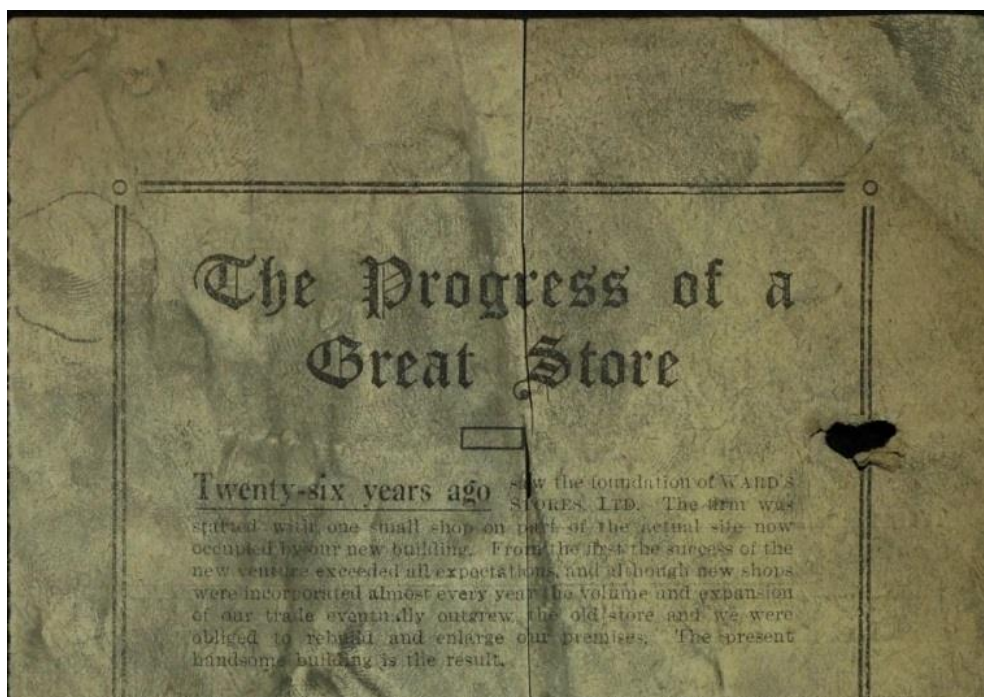 The Progress of a
Great Store
Twenty-six years ago saw the foundation of WARD'S
STORES, LTD. The firm was
started with one small shop on part of the actual site now
occupied by our new building. From the first the success of the
new venture exceeded all expectations, and although new shops
were incorporated almost every year the volume and expansion
of our trade eventually outgrew the old store and we were
obliged to rebuild and enlarge our premises. The present
handsome building is the result.